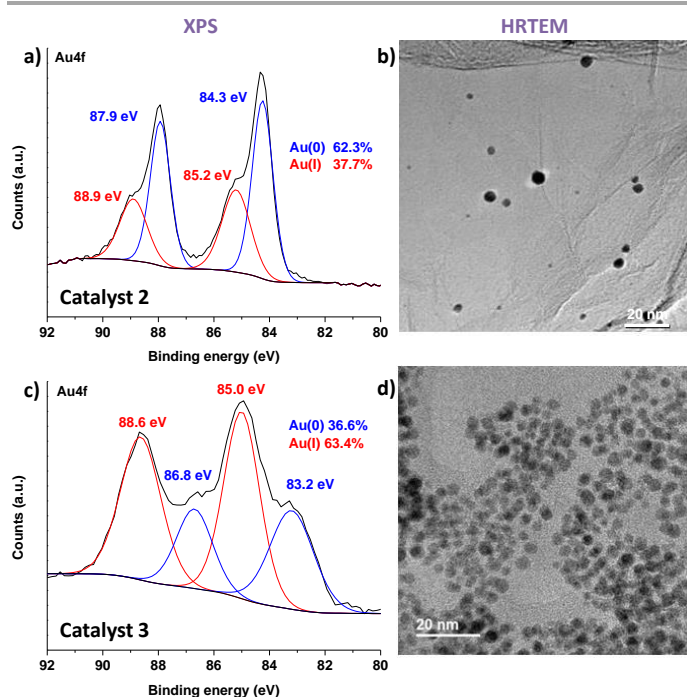 XPS
HRTEM
a)
Au4f
87.9 eV
84.3 eV
Au(0) 62.3%
Au(I) 37.7%
85.2 eV
88.9 eV
Counts (a.u.)
Catalyst 2
92 90 88 86 84 82 80
Binding energy (eV)
b)
20 nm
c)
Au4f
88.6 eV
85.0 eV
Au(0) 36.6%
Au(I) 63.4%
86.8 eV
83.2 eV
Counts (a.u.)
Catalyst 3
92 90 88 86 84 82 80
Binding energy (eV)
d)
20 nm